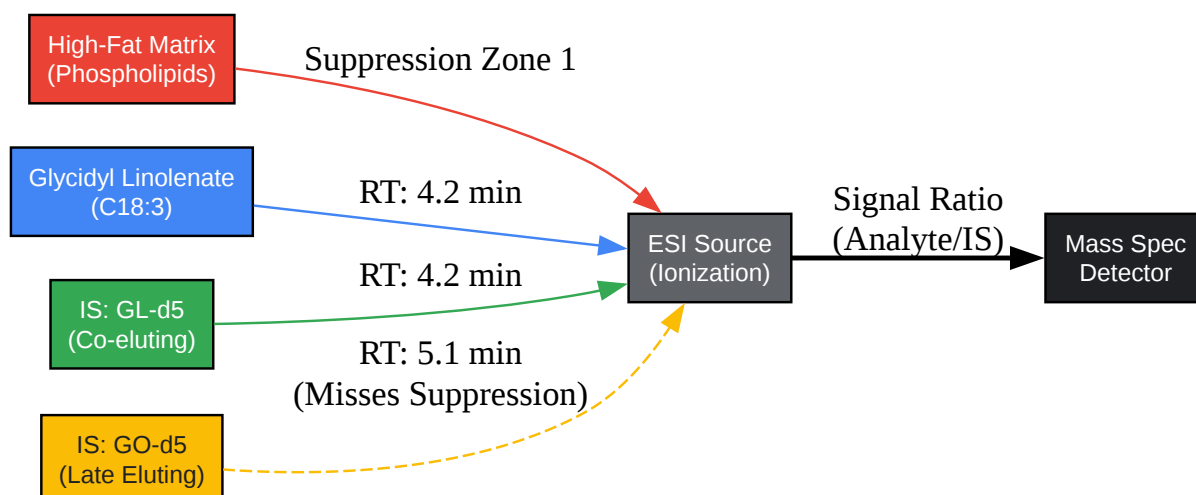 High-Fat Matrix
(Phospholipids)
Suppression Zone 1
Glycidyl Linolenate
(C18:3)
RT: 4.2 min
IS: GL-d5
(Co-eluting)
RT: 4.2 min
IS: GO-d5
(Late Eluting)
RT: 5.1 min
(Misses Suppression)
ESI Source
(Ionization)
Signal Ratio
(Analyte/IS)
Mass Spec
Detector